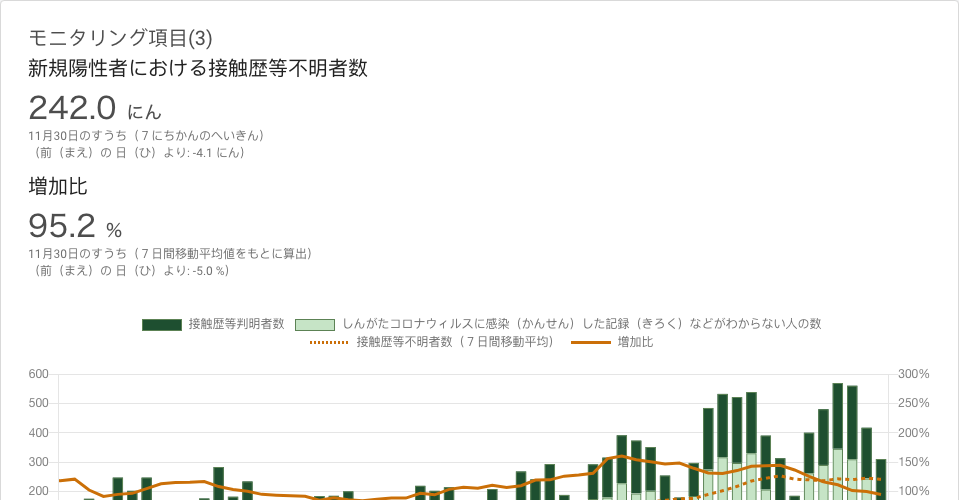 モニタリング項目(3)
新規陽性者における接触歴等不明者数
242.0 にん
11月30日のすうち（７にちかんのへいきん）
（前（まえ）の 日（ひ）より: -4.1 にん）
増加比
95.2 %
11月30日のすうち（７日間移動平均値をもとに算出）
（前（まえ）の 日（ひ）より: -5.0 %）
接触歴等判明者数 しんがたコロナウィルスに感染（かんせん）した記録（きろく）などがわからない人の数
接触歴等不明者数（７日間移動平均） 増加比
600 300%
500 250%
400 200%
300 150%
200 100%